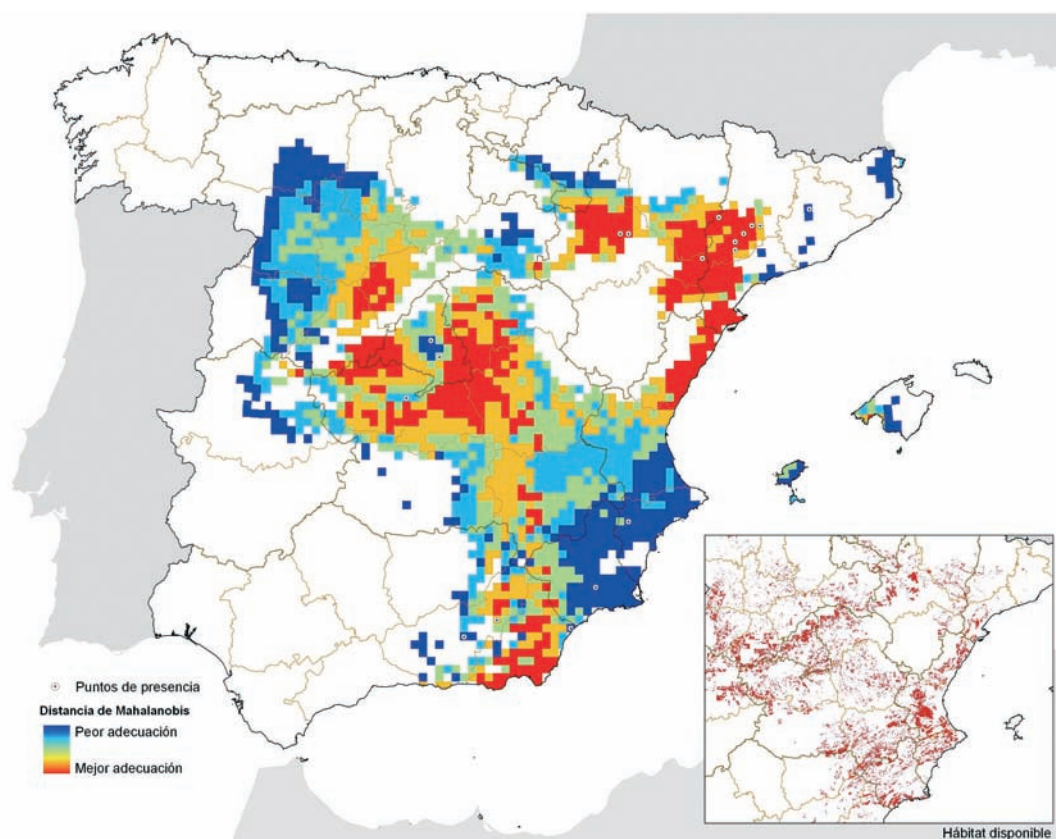 Puntos de presencia
Distancia de Mahalanobis
Peor adecuación
Mejor adecuación
Hábitat disponible